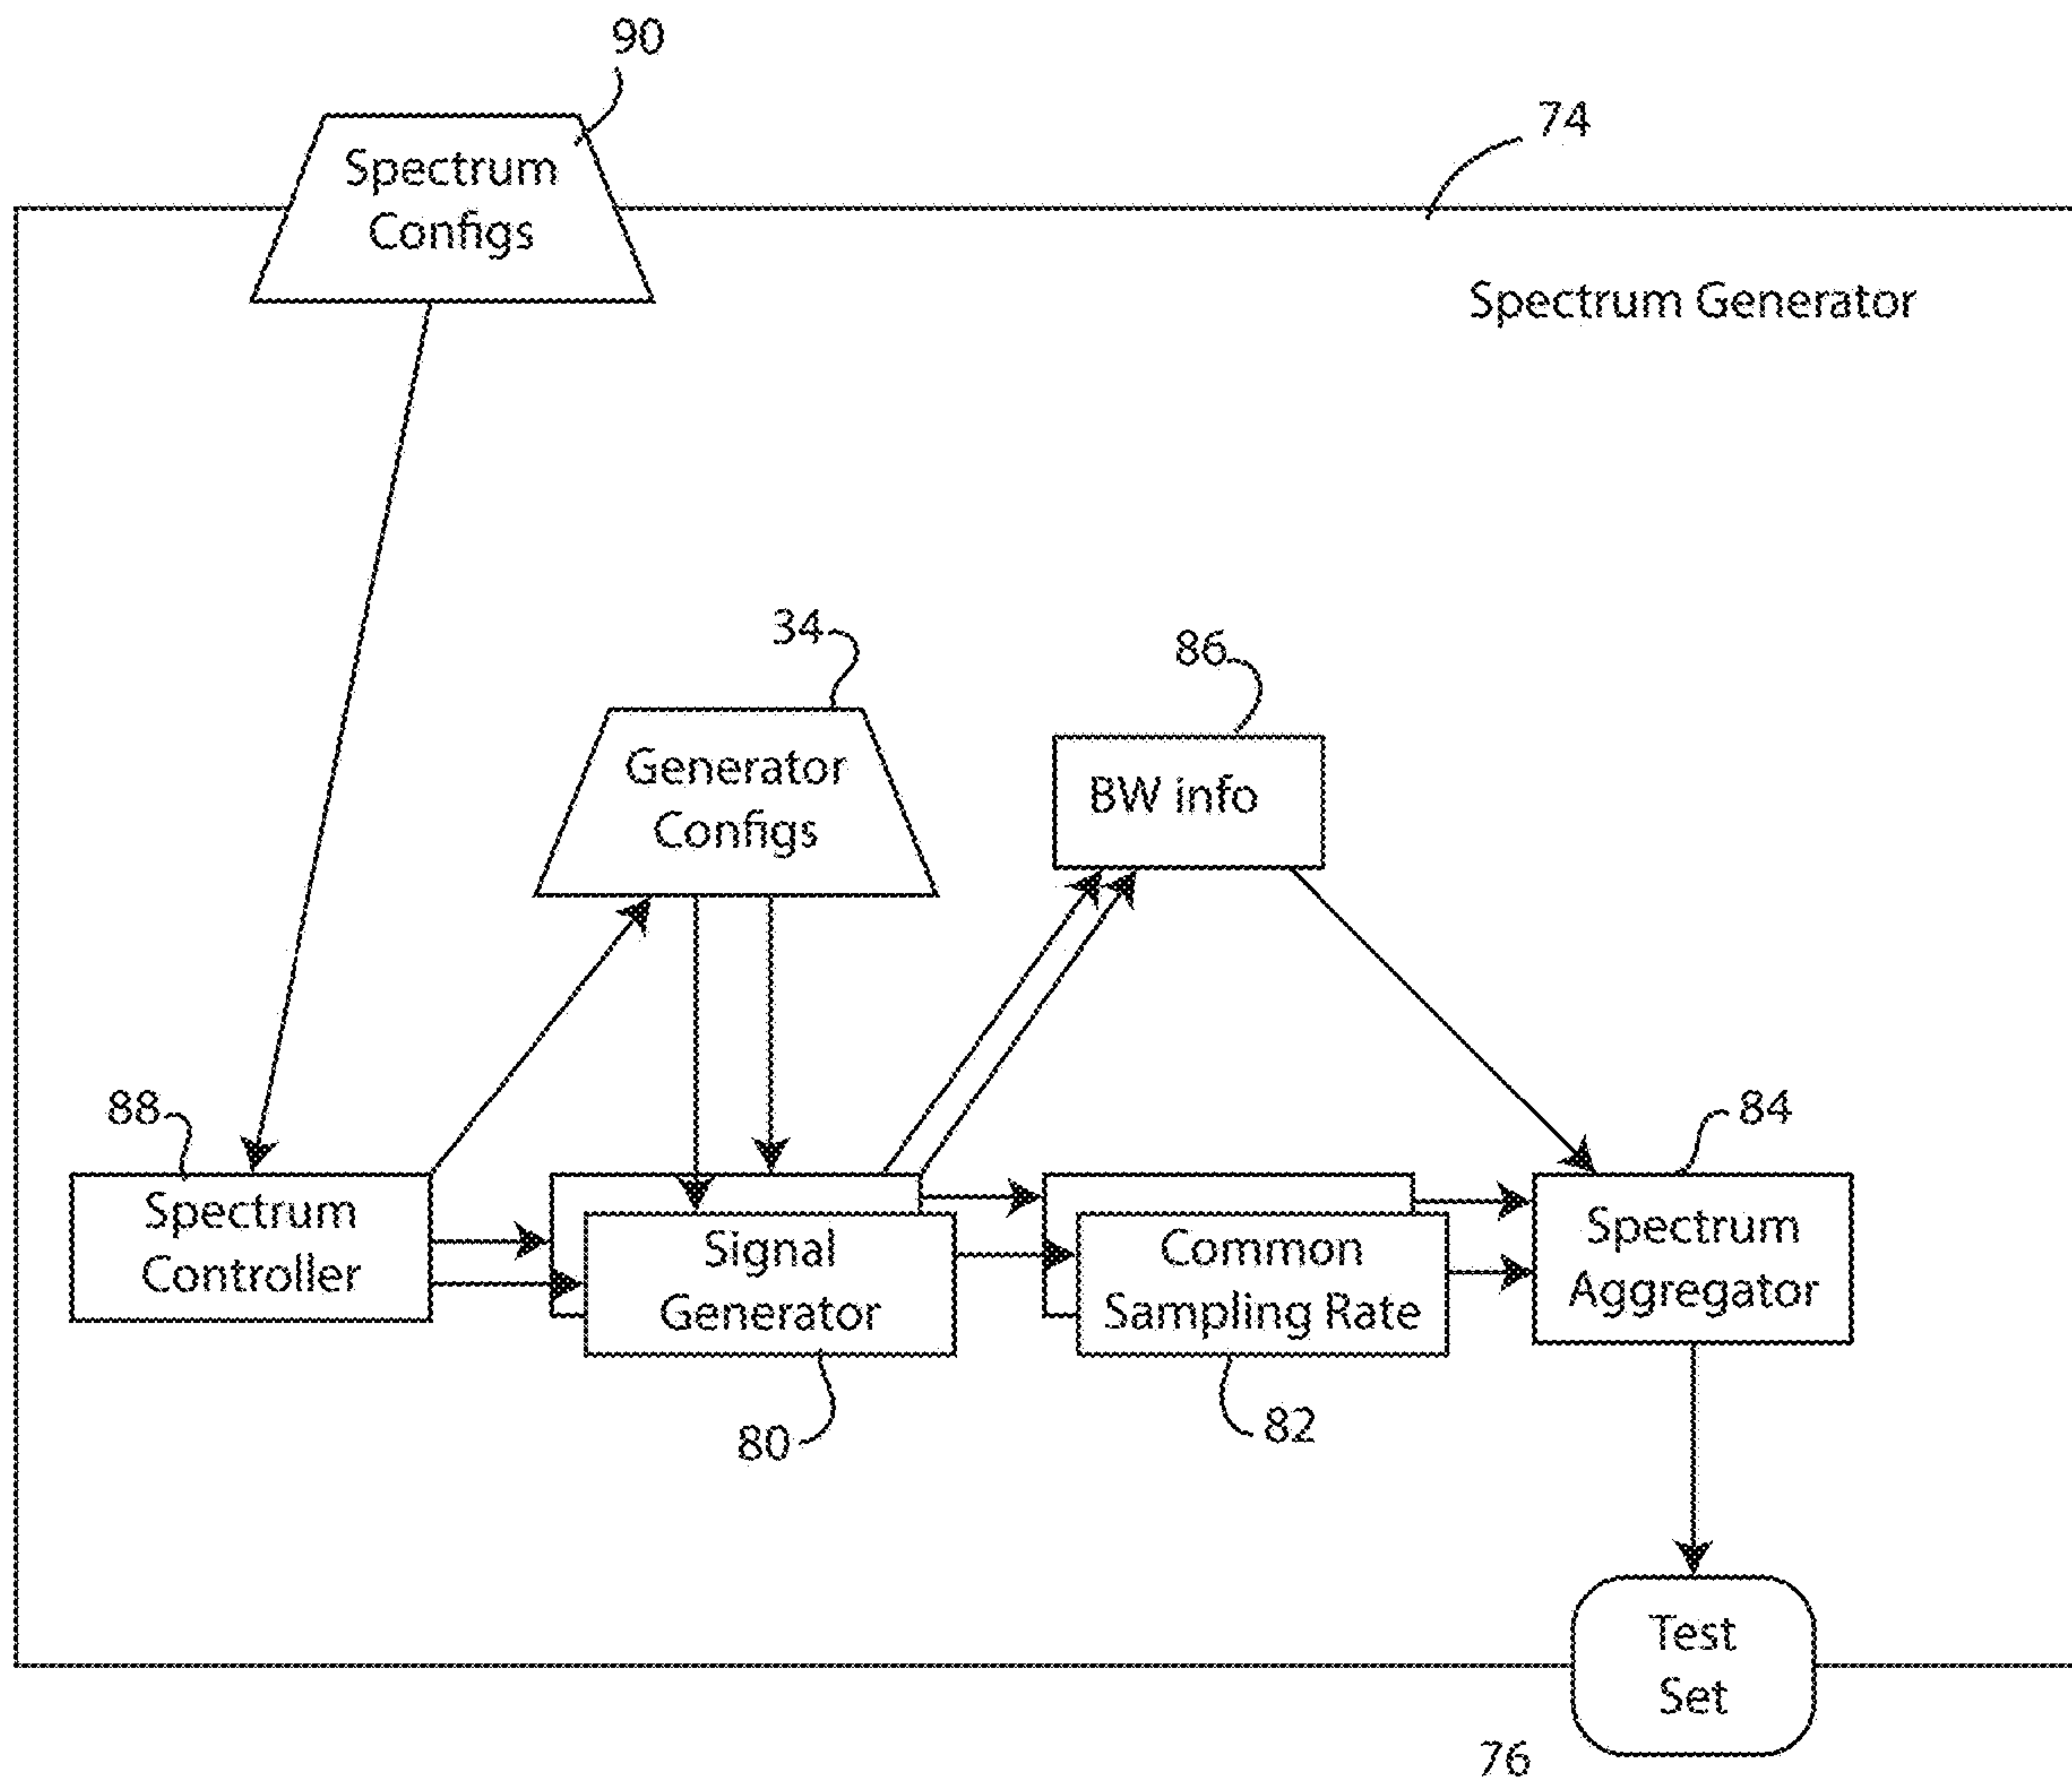 90
74
Spectrum
Configs
Spectrum Generator
34
86
Generator
Configs
BW info
88
84
Spectrum
Controller
Signal
Generator
Common
Sampling Rate
Spectrum
Aggregator
80
82
Test
Set
76